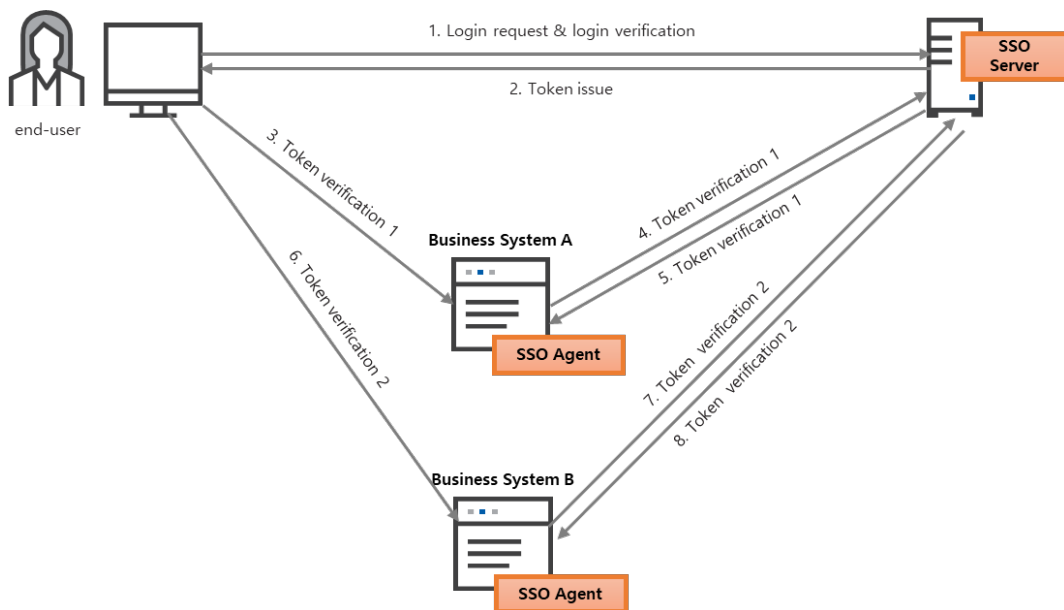 1. Login request & login verification
SSO
Server
2. Token issue
end-user
3. Token verification 1
4. Token verification 1
5. Token verification 1
Business System A
SSO Agent
6. Token verification 2
7. Token verification 2
8. Token verification 2
Business System B
SSO Agent